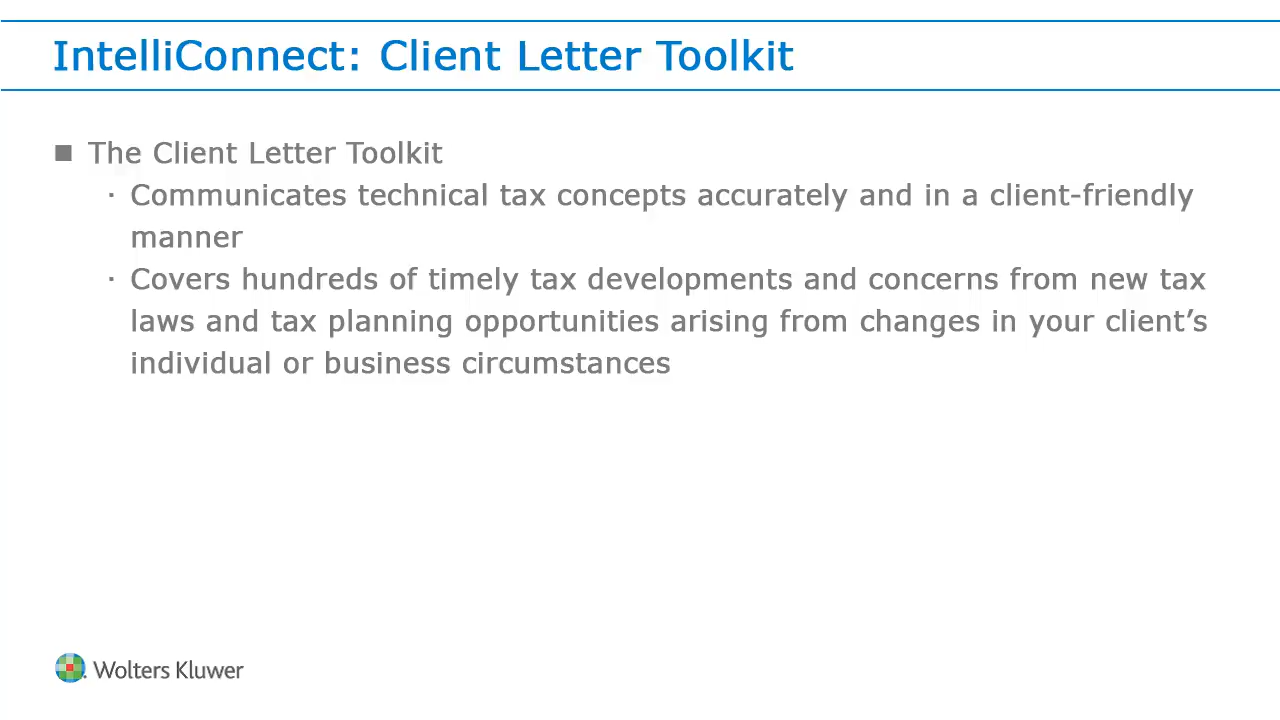 IntelliConnect: Client Letter Toolkit
■ The Client Letter Toolkit
· Communicates technical tax concepts accurately and in a client-friendly
manner
· Covers hundreds of timely tax developments and concerns from new tax
laws and tax planning opportunities arising from changes in your client’s
individual or business circumstances
Wolters Kluwer